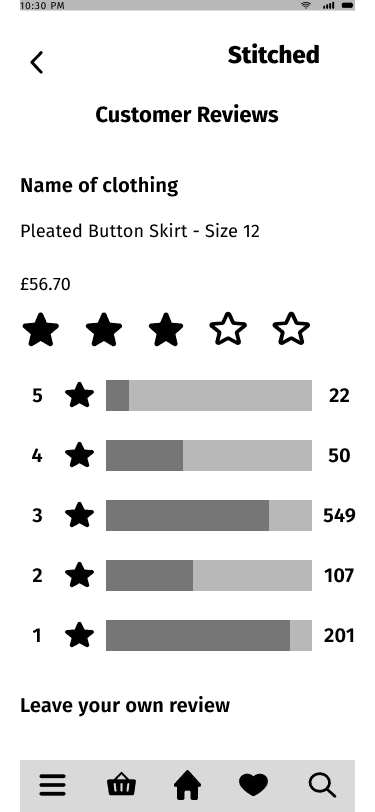 10:30 PM
Stitched
Customer Reviews
Name of clothing
Pleated Button Skirt - Size 12
£56.70
5 22
4 50
3 549
2 107
1 201
Leave your own review